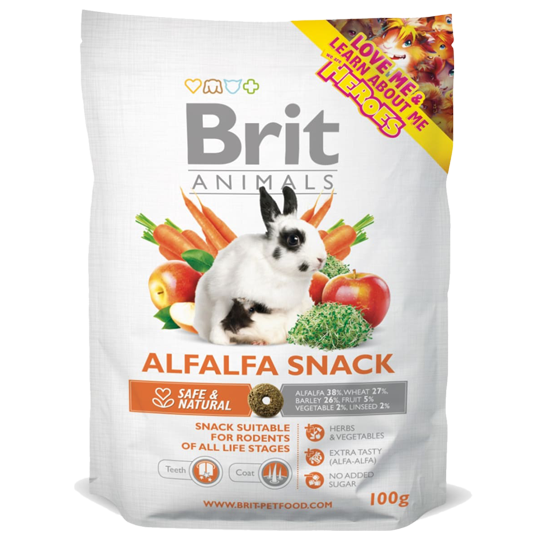 Brit
ANIMALS
LOVE ME &
LEARN ABOUT ME
HEROES
ALFALFA SNACK
SAFE &
NATURAL
ALFALFA 38%, WHEAT 27%,
BARLEY 26%, FRUIT 5%
VEGETABLE 2%, LINSEED 2%
SNACK SUITABLE
FOR RODENTS
OF ALL LIFE STAGES
Teeth
Coat
HERBS
& VEGETABLES
EXTRA TASTY
(ALFA-ALFA)
NO ADDED
SUGAR
WWW.BRIT-PETFOOD.COM
100g